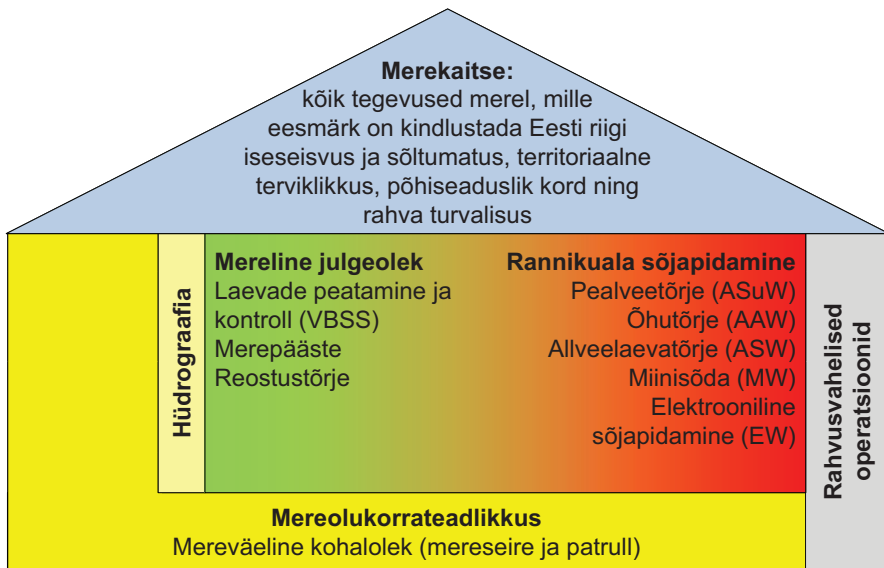 Merekaitse:
kõik tegevused merel, mille
eesmärk on kindlustada Eesti riigi
iseseisvus ja sõltumatus, territoriaalne
terviklikkus, põhiseaduslik kord ning
rahva turvalisus
Hüdrograafia
Mereline julgeolek
Laevade peatamine ja
kontroll (VBSS)
Merepääste
Reostustõrje
Rannikuala sõjapidamine
Pealveetõrje (ASuW)
Õhutõrje (AAW)
Allveelaevatõrje (ASW)
Miinisõda (MW)
Elektrooniline
sõjapidamine (EW)
Rahvusvahelised
operatsioonid
Mereolukorrateadlikkus
Mereväeline kohalolek (mereseire ja patrull)